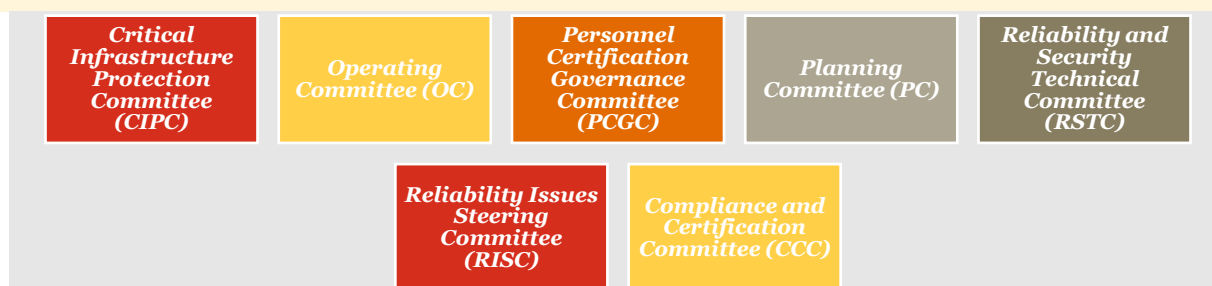 Critical
Infrastructure
Protection
Committee
(CIPC)
Operating
Committee (OC)
Personnel
Certification
Governance
Committee
(PCGC)
Planning
Committee (PC)
Reliability and
Security
Technical
Committee
(RSTC)
Reliability Issues
Steering
Committee
(RISC)
Compliance and
Certification
Committee (CCC)